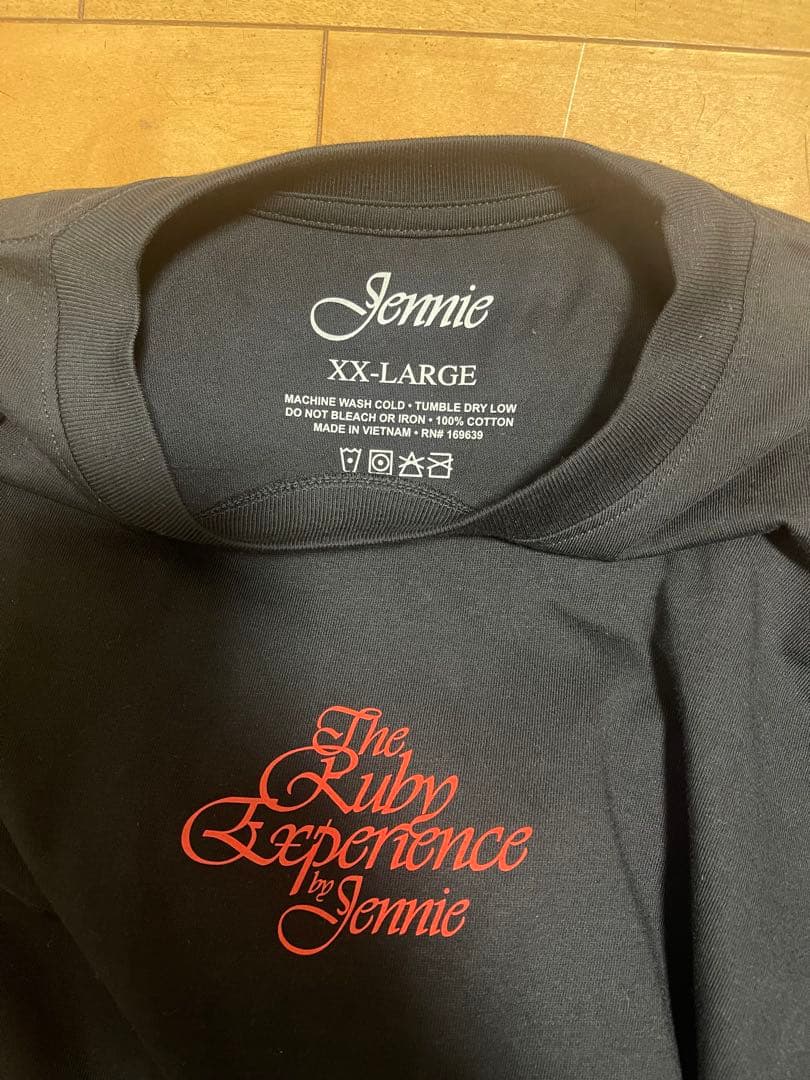 Jennie
XX-LARGE
MACHINE WASH COLD • TUMBLE DRY LOW
DO NOT BLEACH OR IRON • 100% COTTON
MADE IN VIETNAM • RN# 169639
The
Ruby
Experience
by
Jennie